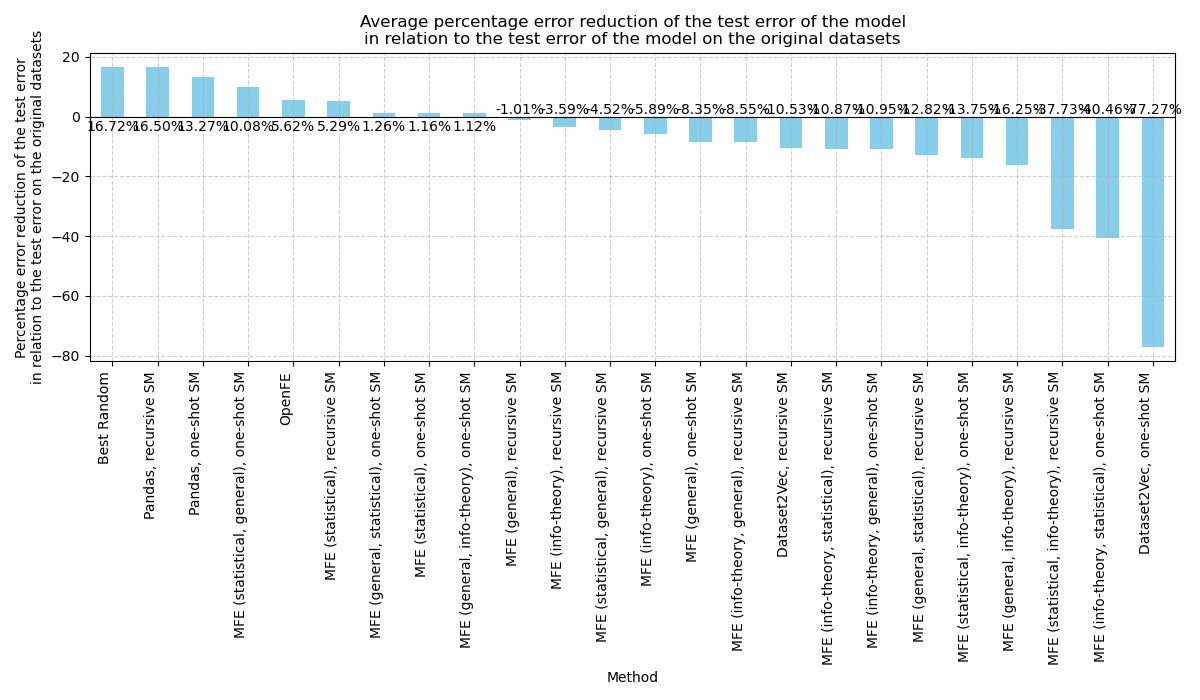 Average percentage error reduction of the test error of the model
in relation to the test error of the model on the original datasets
Percentage error reduction of the test error
in relation to the test error on the original datasets
20
0
−20
−40
−60
−80
16.72%
16.50%
13.27%
10.08%
5.62%
5.29%
1.26%
1.16%
1.12%
-1.01%
-3.59%
-4.52%
-5.89%
-8.35%
-8.55%
-10.53%
-10.87%
-10.95%
-12.82%
-13.75%
-16.25%
-37.73%
-40.46%
-77.27%
Best Random
Pandas, recursive SM
Pandas, one-shot SM
MFE (statistical, general), one-shot SM
OpenFE
MFE (statistical), recursive SM
MFE (general, statistical), one-shot SM
MFE (statistical), one-shot SM
MFE (general, info-theory), one-shot SM
MFE (general), recursive SM
MFE (info-theory), recursive SM
MFE (statistical, general), recursive SM
MFE (info-theory), one-shot SM
MFE (general), one-shot SM
MFE (info-theory, general), recursive SM
Dataset2Vec, recursive SM
MFE (info-theory, statistical), recursive SM
MFE (info-theory, general), one-shot SM
MFE (general, statistical), recursive SM
MFE (statistical, info-theory), one-shot SM
MFE (general, info-theory), recursive SM
MFE (statistical, info-theory), recursive SM
MFE (info-theory, statistical), one-shot SM
Dataset2Vec, one-shot SM
Method